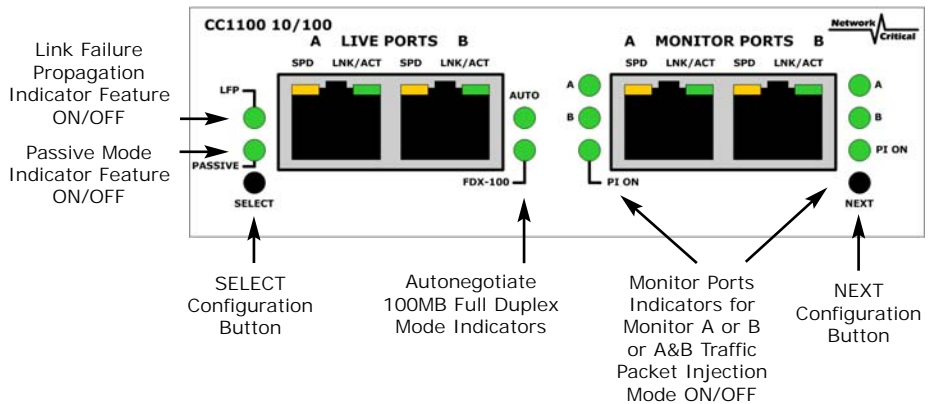 CC1100 10/100
Network
Critical
A LIVE PORTS B
A MONITOR PORTS B
SPD LNK/ACT SPD LNK/ACT
SPD LNK/ACT SPD LNK/ACT
LFP
AUTO
A
B
A
B
PI ON
PASSIVE
FDX-100
PI ON
SELECT
NEXT
Link Failure
Propagation
Indicator Feature
ON/OFF
Passive Mode
Indicator Feature
ON/OFF
SELECT
Configuration
Button
Autonegotiate
100MB Full Duplex
Mode Indicators
Monitor Ports
Indicators for
Monitor A or B
or A&B Traffic
Packet Injection
Mode ON/OFF
NEXT
Configuration
Button